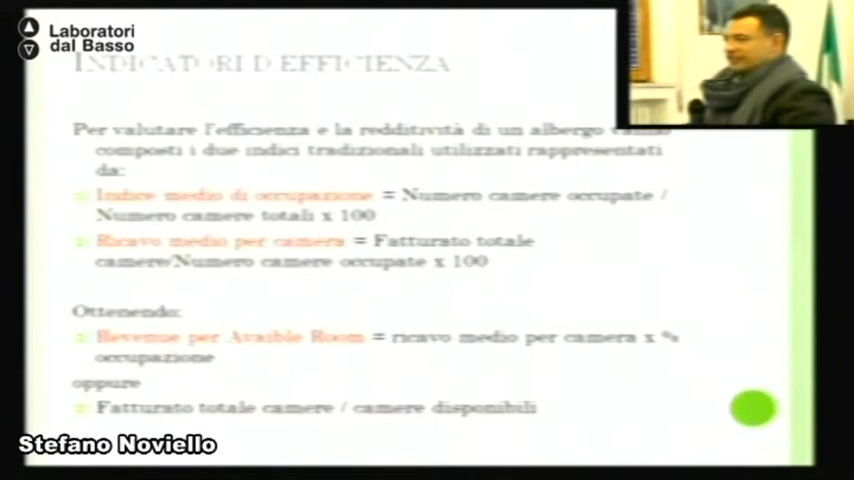 Laboratori
dal Basso
INDICATORI D EFFICIENZA
Per valutare l'efficienza e la redditività di un albergo vanno
composti i due indici tradizionali utilizzati rappresentati
da:
Indice medio di occupazione = Numero camere occupate /
Numero camere totali x 100
Ricavo medio per camera = Fatturato totale
camere/Numero camere occupate x 100
Ottenendo:
Revenue per Avaible Room = ricavo medio per camera x %
occupazione
oppure
Fatturato totale camere / camere disponibili
Stefano Noviello